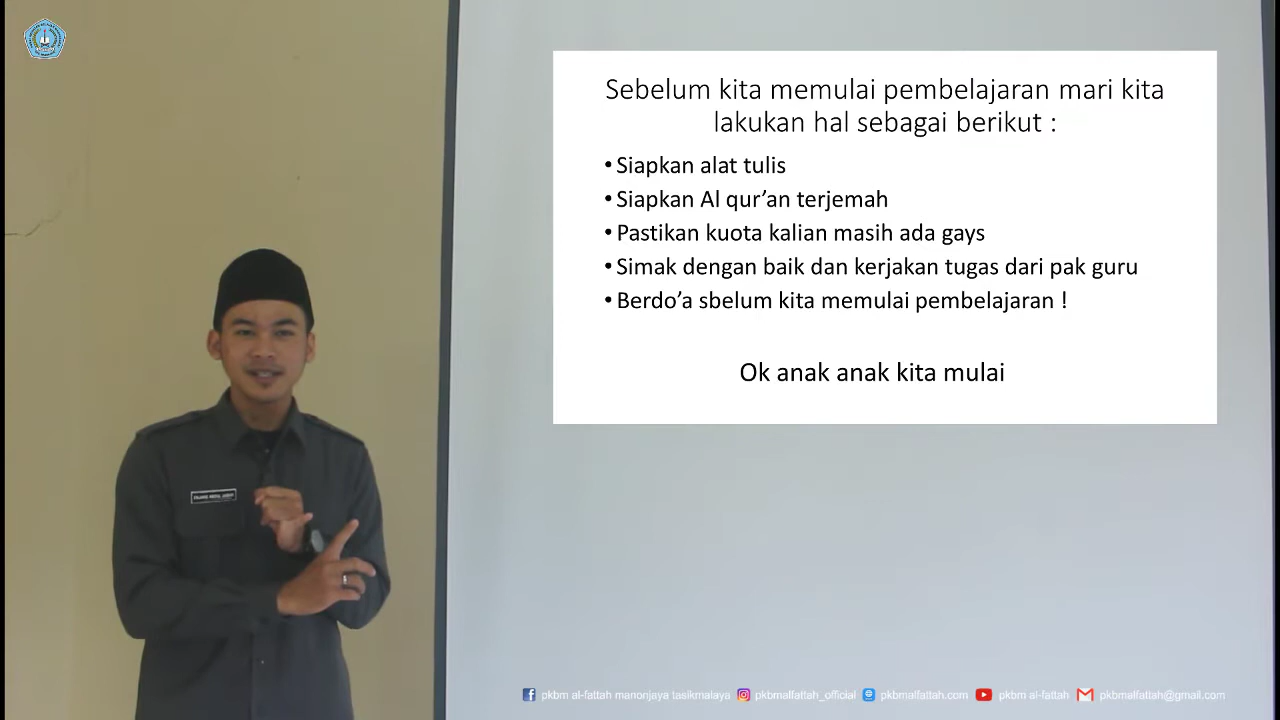 Sebelum kita memulai pembelajaran mari kita
lakukan hal sebagai berikut :
•Siapkan alat tulis
•Siapkan Al qur’an terjemah
•Pastikan kuota kalian masih ada gays
•Simak dengan baik dan kerjakan tugas dari pak guru
•Berdo’a sbelum kita memulai pembelajaran !
Ok anak anak kita mulai
pkbm al-fattah manonjaya tasikmalaya pkbmalfattah_official pkbmalfattah.com pkbm al-fattah pkbmalfattah@gmail.com